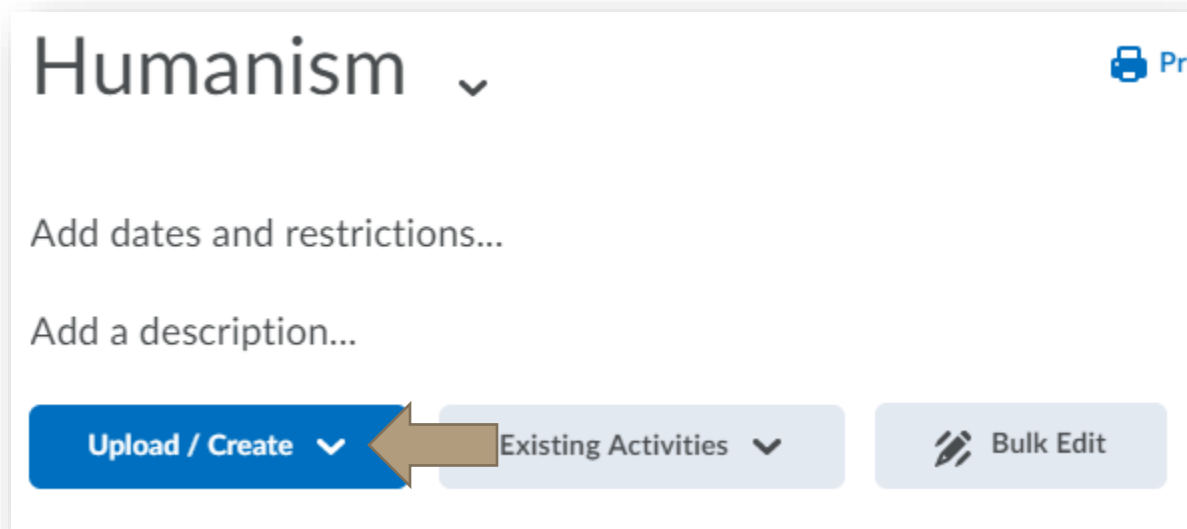 Humanism
Pr
Add dates and restrictions...
Add a description...
Upload / Create
Existing Activities
Bulk Edit